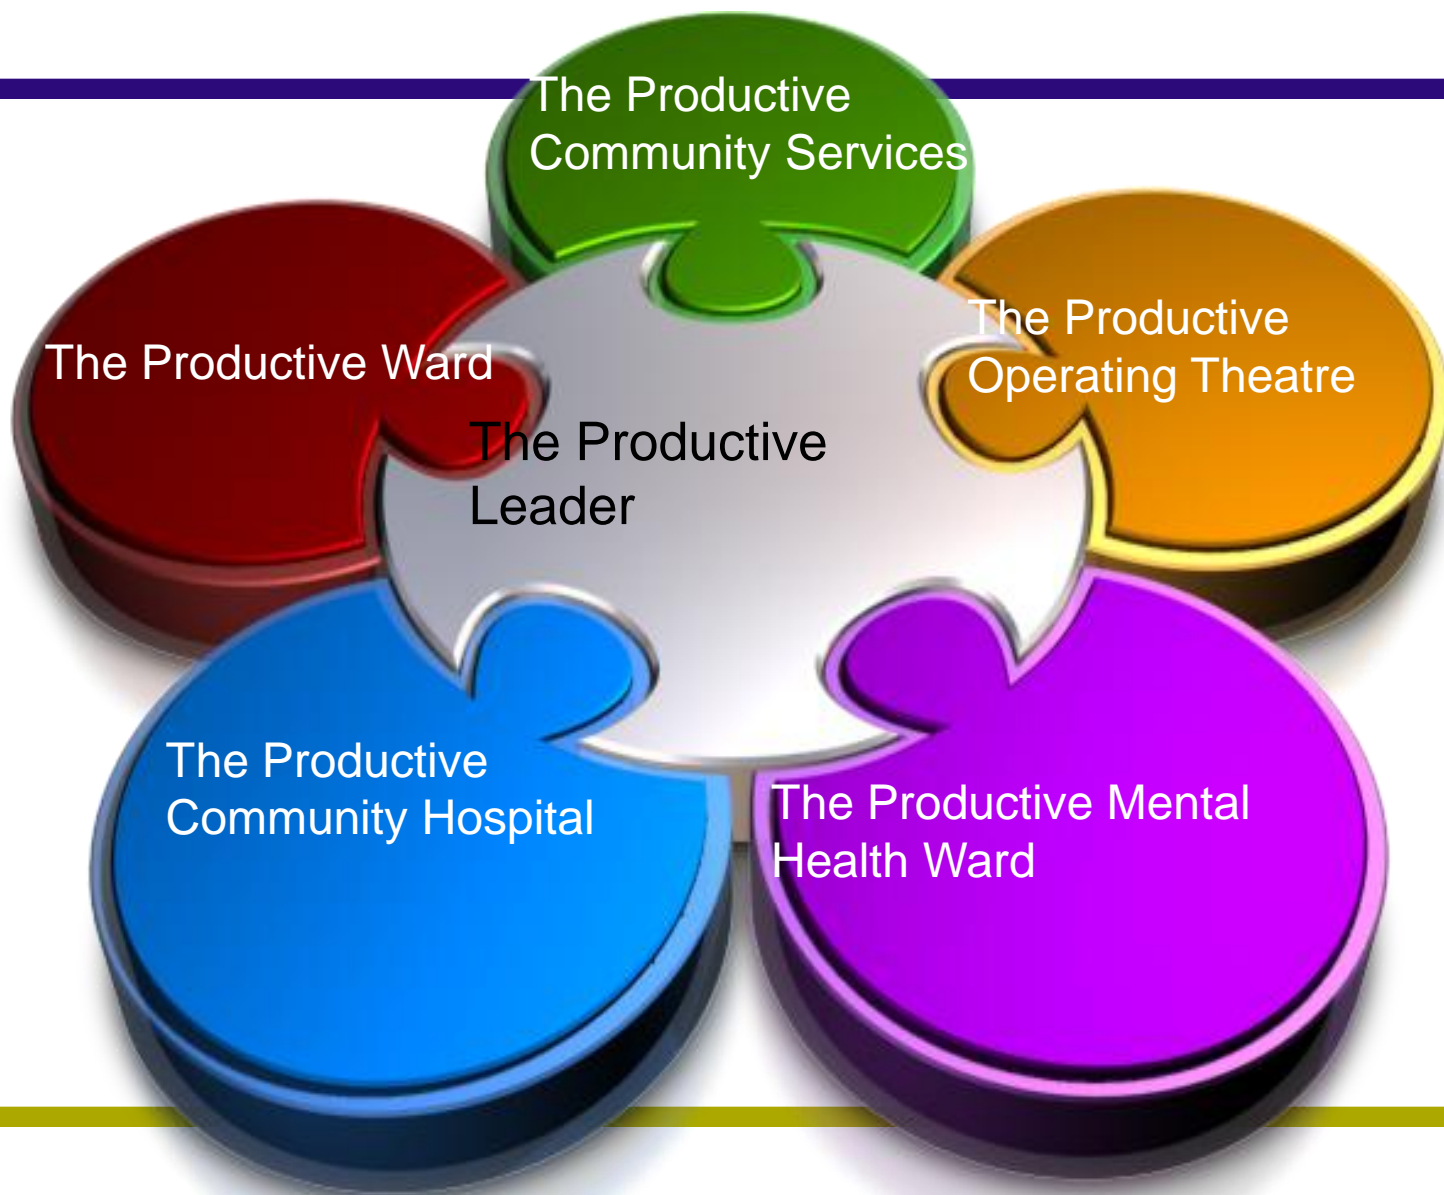 The Productive
Community Services
The Productive Ward
The Productive
Operating Theatre
The Productive
Leader
The Productive
Community Hospital
The Productive Mental
Health Ward